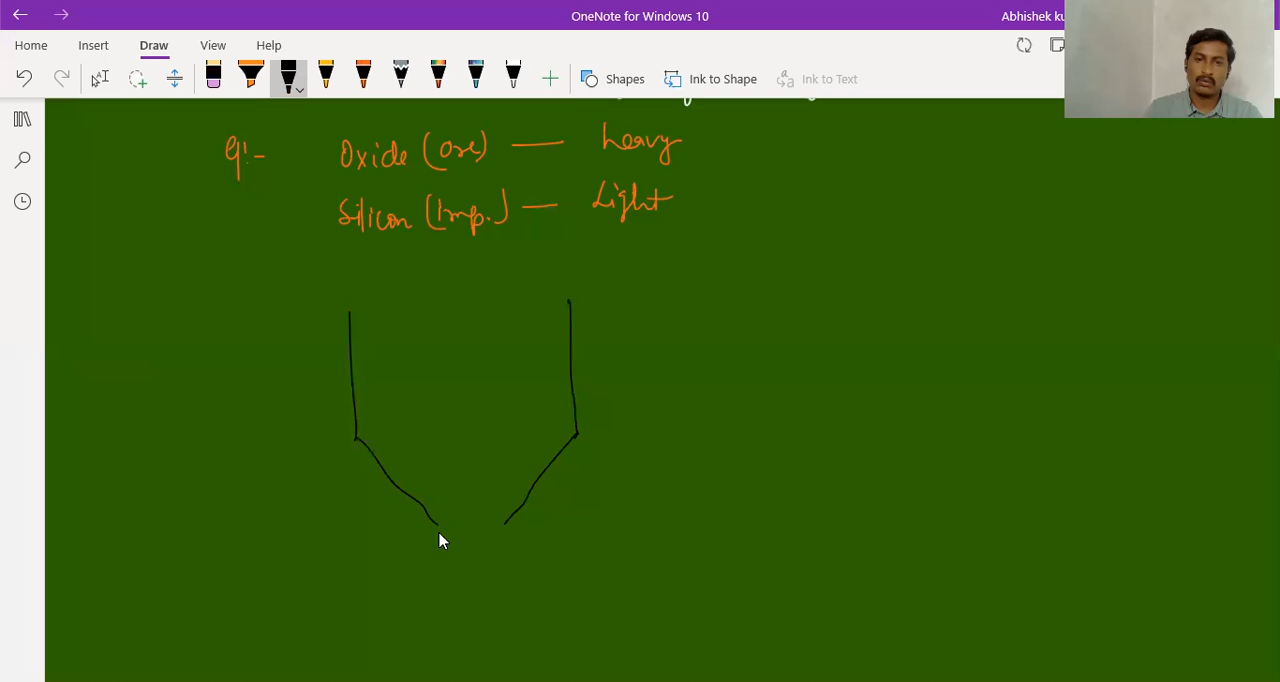 OneNote for Windows 10
Abhishek ku
Home Insert Draw View Help
Shapes Ink to Shape Ink to Text
Oxide (Ore) — heavy
Silicon (Imp.) — Light